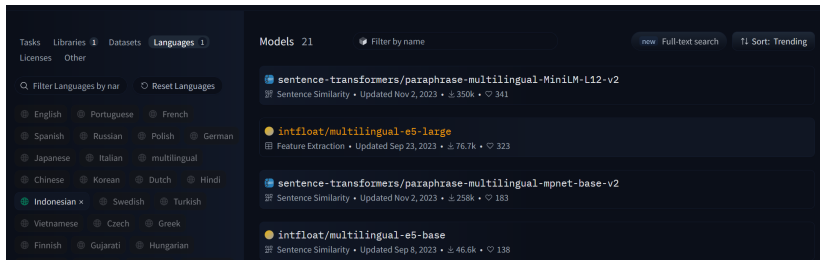 Tasks Libraries 1 Datasets Languages 1
Licenses Other
Filter Languages by nar Reset Languages
English Portuguese French
Spanish Russian Polish German
Japanese Italian multilingual
Chinese Korean Dutch Hindi
Indonesian × Swedish Turkish
Vietnamese Czech Greek
Finnish Gujarati Hungarian
Models 21 Filter by name new Full-text search Sort: Trending
sentence-transformers/paraphrase-multilingual-MiniLM-L12-v2
Sentence Similarity • Updated Nov 2, 2023 • 350k • 341
intfloat/multilingual-e5-large
Feature Extraction • Updated Sep 23, 2023 • 76.7k • 323
sentence-transformers/paraphrase-multilingual-mpnet-base-v2
Sentence Similarity • Updated Nov 2, 2023 • 258k • 183
intfloat/multilingual-e5-base
Sentence Similarity • Updated Sep 8, 2023 • 46.6k • 138